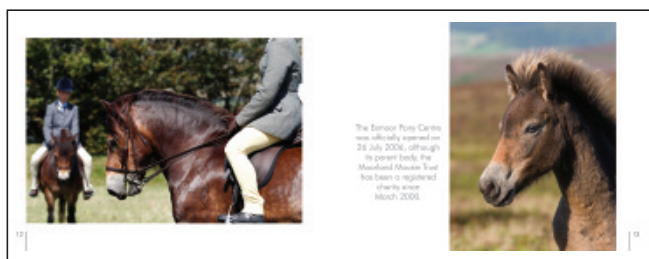 The Exmoor Pony Centre
was officially opened on
26 July 2006, although
its parent body, the
Moorland Mousie Trust
has been a registered
charity since
March 2000.
12
13